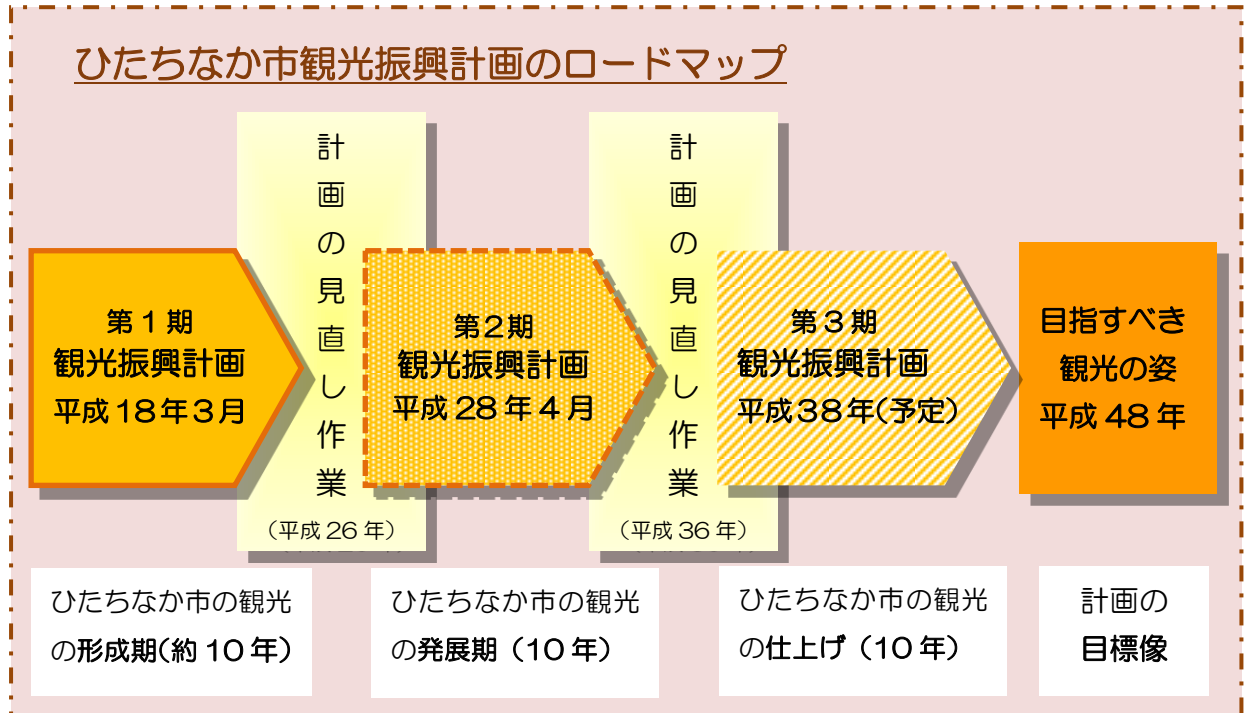 ひたちなか市観光振興計画のロードマップ
第1期
観光振興計画
平成18年3月
計画の見直し作業
(平成26年)
第2期
観光振興計画
平成28年4月
計画の見直し作業
(平成36年)
第3期
観光振興計画
平成38年(予定)
目指すべき
観光の姿
平成48年
ひたちなか市の観光
の形成期(約10年)
ひたちなか市の観光
の発展期(10年)
ひたちなか市の観光
の仕上げ(10年)
計画の
目標像